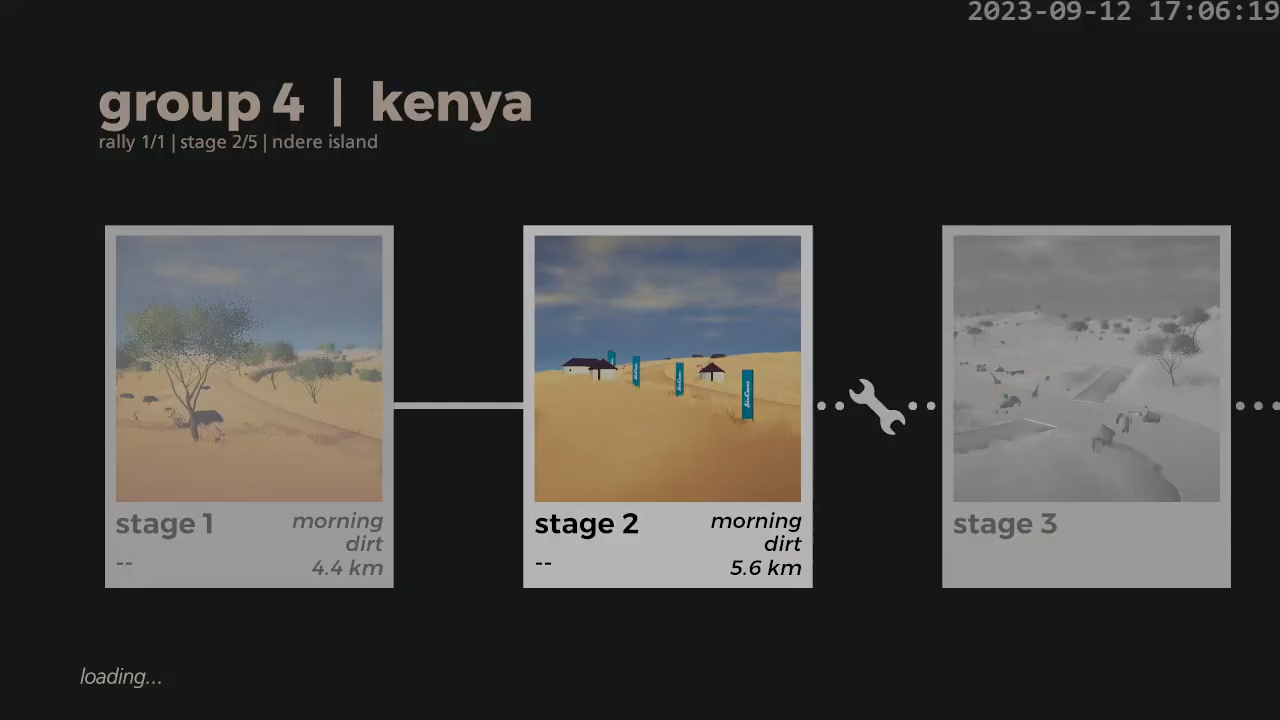 2023-09-12 17:06:19
group 4 | kenya
rally 1/1 | stage 2/5 | ndere island
stage 1
morning
dirt
--
4.4 km
stage 2
morning
dirt
--
5.6 km
stage 3
loading...